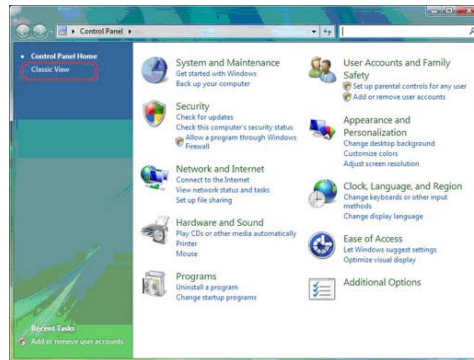 Control Panel
Control Panel Home
Classic View
System and Maintenance
Get started with Windows
Back up your computer
Security
Check for updates
Check this computer's security status
Allow a program through Windows
Firewall
Network and Internet
Connect to the Internet
View network status and tasks
Set up file sharing
Hardware and Sound
Play CDs or other media automatically
Printer
Mouse
Programs
Uninstall a program
Change startup programs
User Accounts and Family
Safety
Set up parental controls for any user
Add or remove user accounts
Appearance and
Personalization
Change desktop background
Customize colors
Adjust screen resolution
Clock, Language, and Region
Change keyboards or other input
methods
Change display language
Ease of Access
Let Windows suggest settings
Optimize visual display
Additional Options
Recent Tasks
Add or remove user accounts